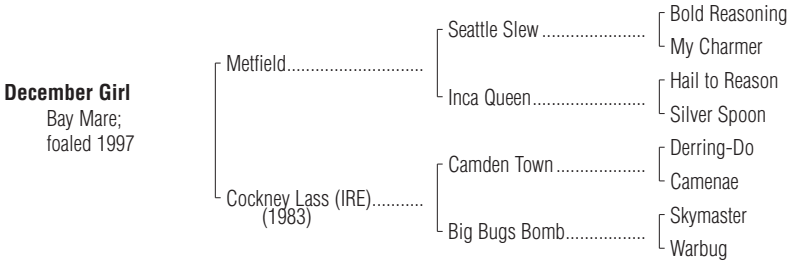 Bold Reasoning
Seattle Slew......................
My Charmer
Metfield.............................
Hail to Reason
Inca Queen........................
Silver Spoon
December Girl
Bay Mare;
foaled 1997
Derring-Do
Camden Town...................
Camenae
Cockney Lass (IRE)...........
(1983)
Skymaster
Big Bugs Bomb.................
Warbug